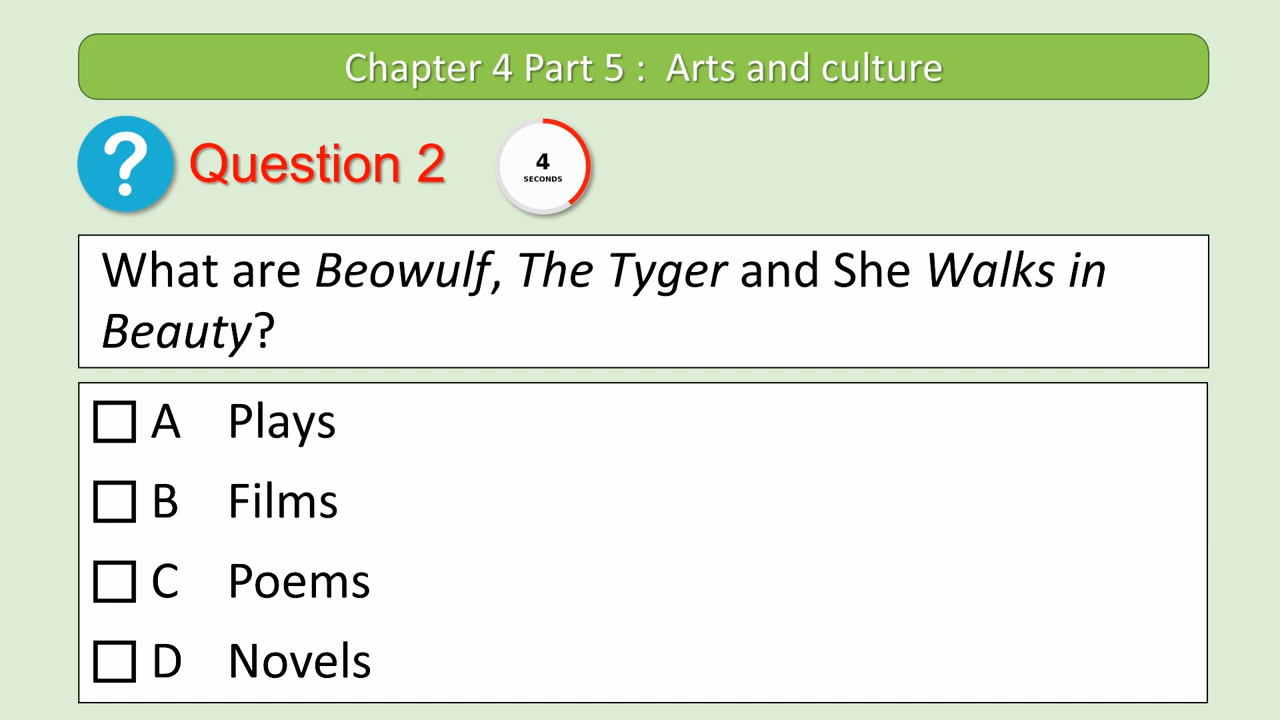 Chapter 4 Part 5 : Arts and culture
?
Question 2
4
SECONDS
What are Beowulf, The Tyger and She Walks in
Beauty?
A Plays
B Films
C Poems
D Novels